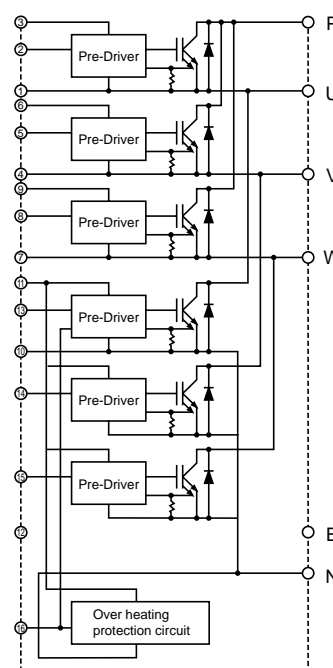 3 P
2 Pre-Driver
1 U
6
5 Pre-Driver
4 V
9
8 Pre-Driver
7 W
11
13 Pre-Driver
10
14 Pre-Driver
15 Pre-Driver
12 B
N
16 Over heating
protection circuit